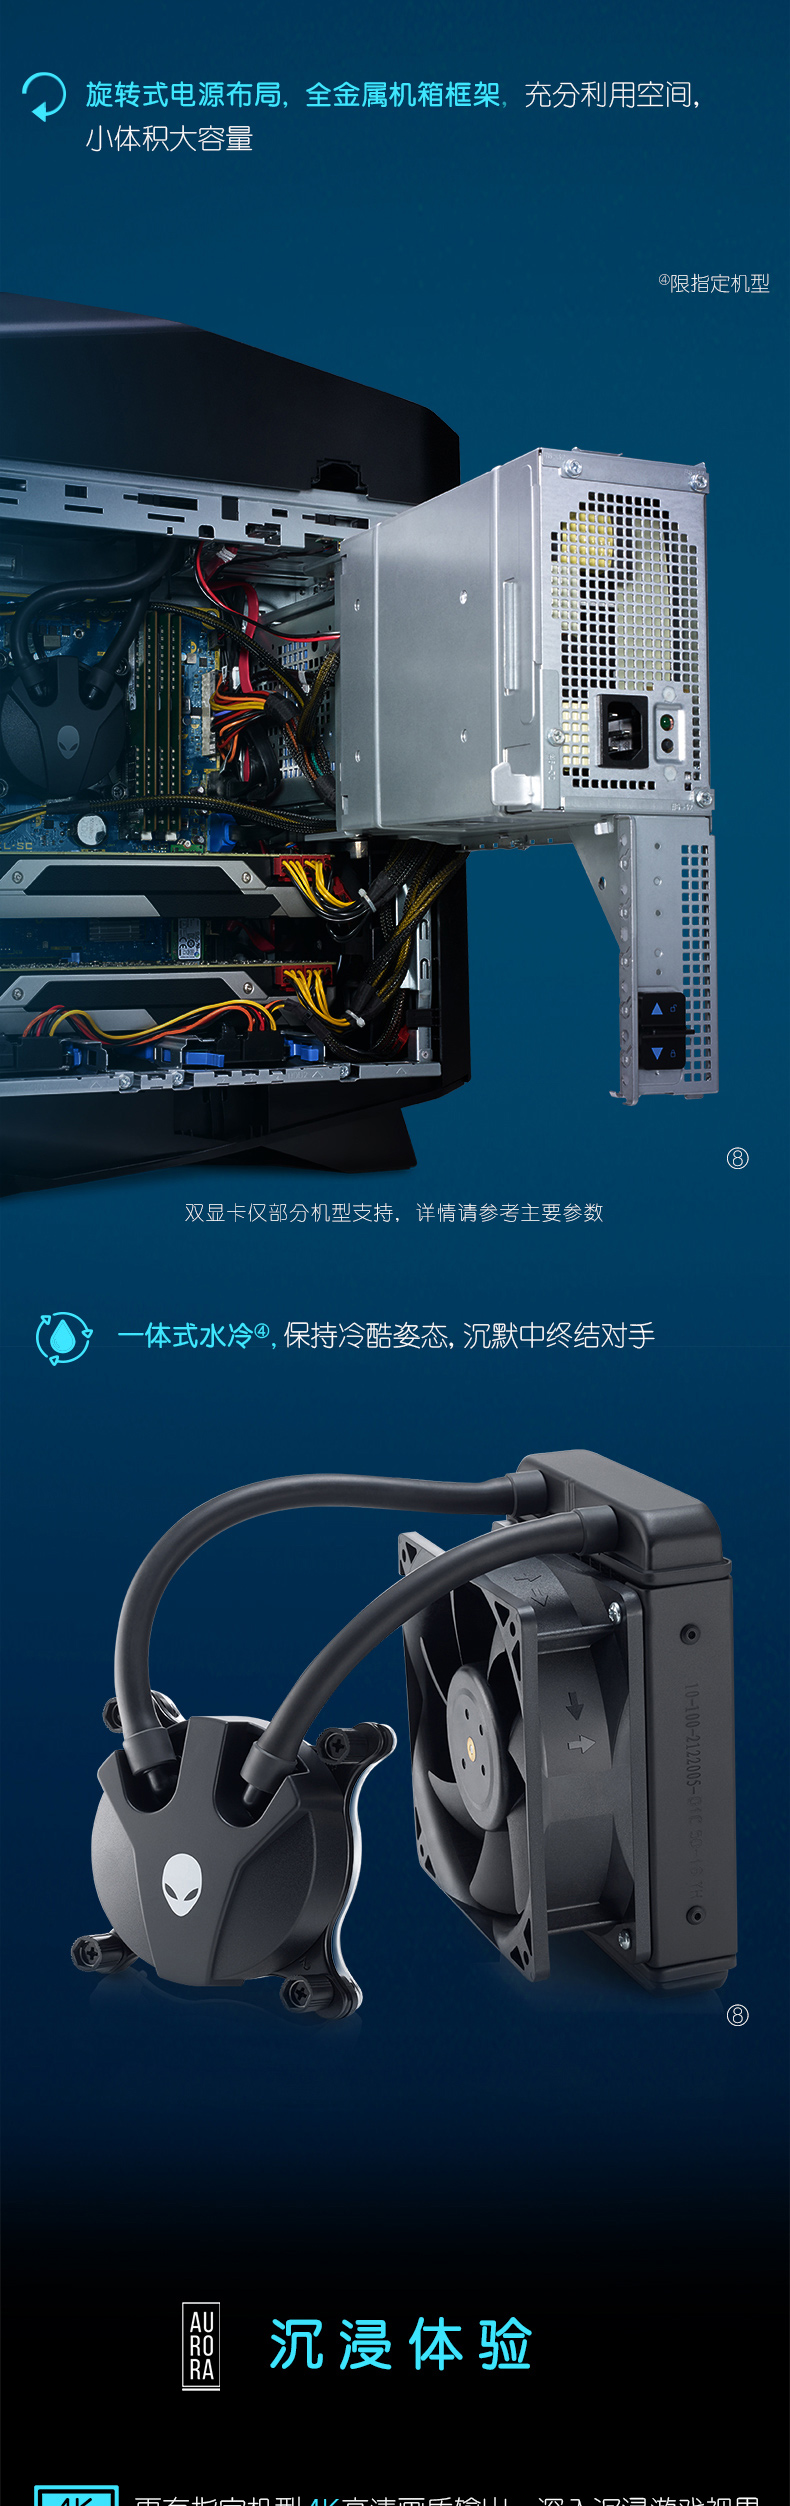 旋转式电源布局, 全金属机箱框架, 充分利用空间,
小体积大容量
④限指定机型
⑧
双显卡仅部分机型支持, 详情请参考主要参数
一体式水冷④, 保持冷酷姿态, 沉默中终结对手
⑧
AU
RO
RA
沉浸体验
4K